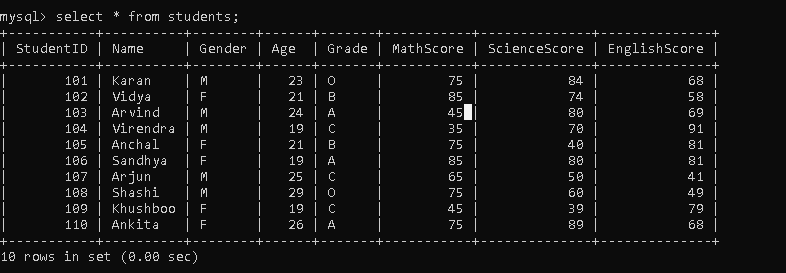 mysql> select * from students;
+-----------+----------+--------+------+-------+-----------+--------------+--------------+
| StudentID | Name     | Gender | Age  | Grade | MathScore | ScienceScore | EnglishScore |
+-----------+----------+--------+------+-------+-----------+--------------+--------------+
|       101 | Karan    | M      |   23 | O     |        75 |           84 |           68 |
|       102 | Vidya    | F      |   21 | B     |        85 |           74 |           58 |
|       103 | Arvind   | M      |   24 | A     |        45 |           80 |           69 |
|       104 | Virendra | M      |   19 | C     |        35 |           70 |           91 |
|       105 | Anchal   | F      |   21 | B     |        75 |           40 |           81 |
|       106 | Sandhya  | F      |   19 | A     |        85 |           80 |           81 |
|       107 | Arjun    | M      |   25 | C     |        65 |           50 |           41 |
|       108 | Shashi   | M      |   29 | O     |        75 |           60 |           49 |
|       109 | Khushboo | F      |   19 | C     |        45 |           39 |           79 |
|       110 | Ankita   | F      |   26 | A     |        75 |           89 |           68 |
+-----------+----------+--------+------+-------+-----------+--------------+--------------+
10 rows in set (0.00 sec)